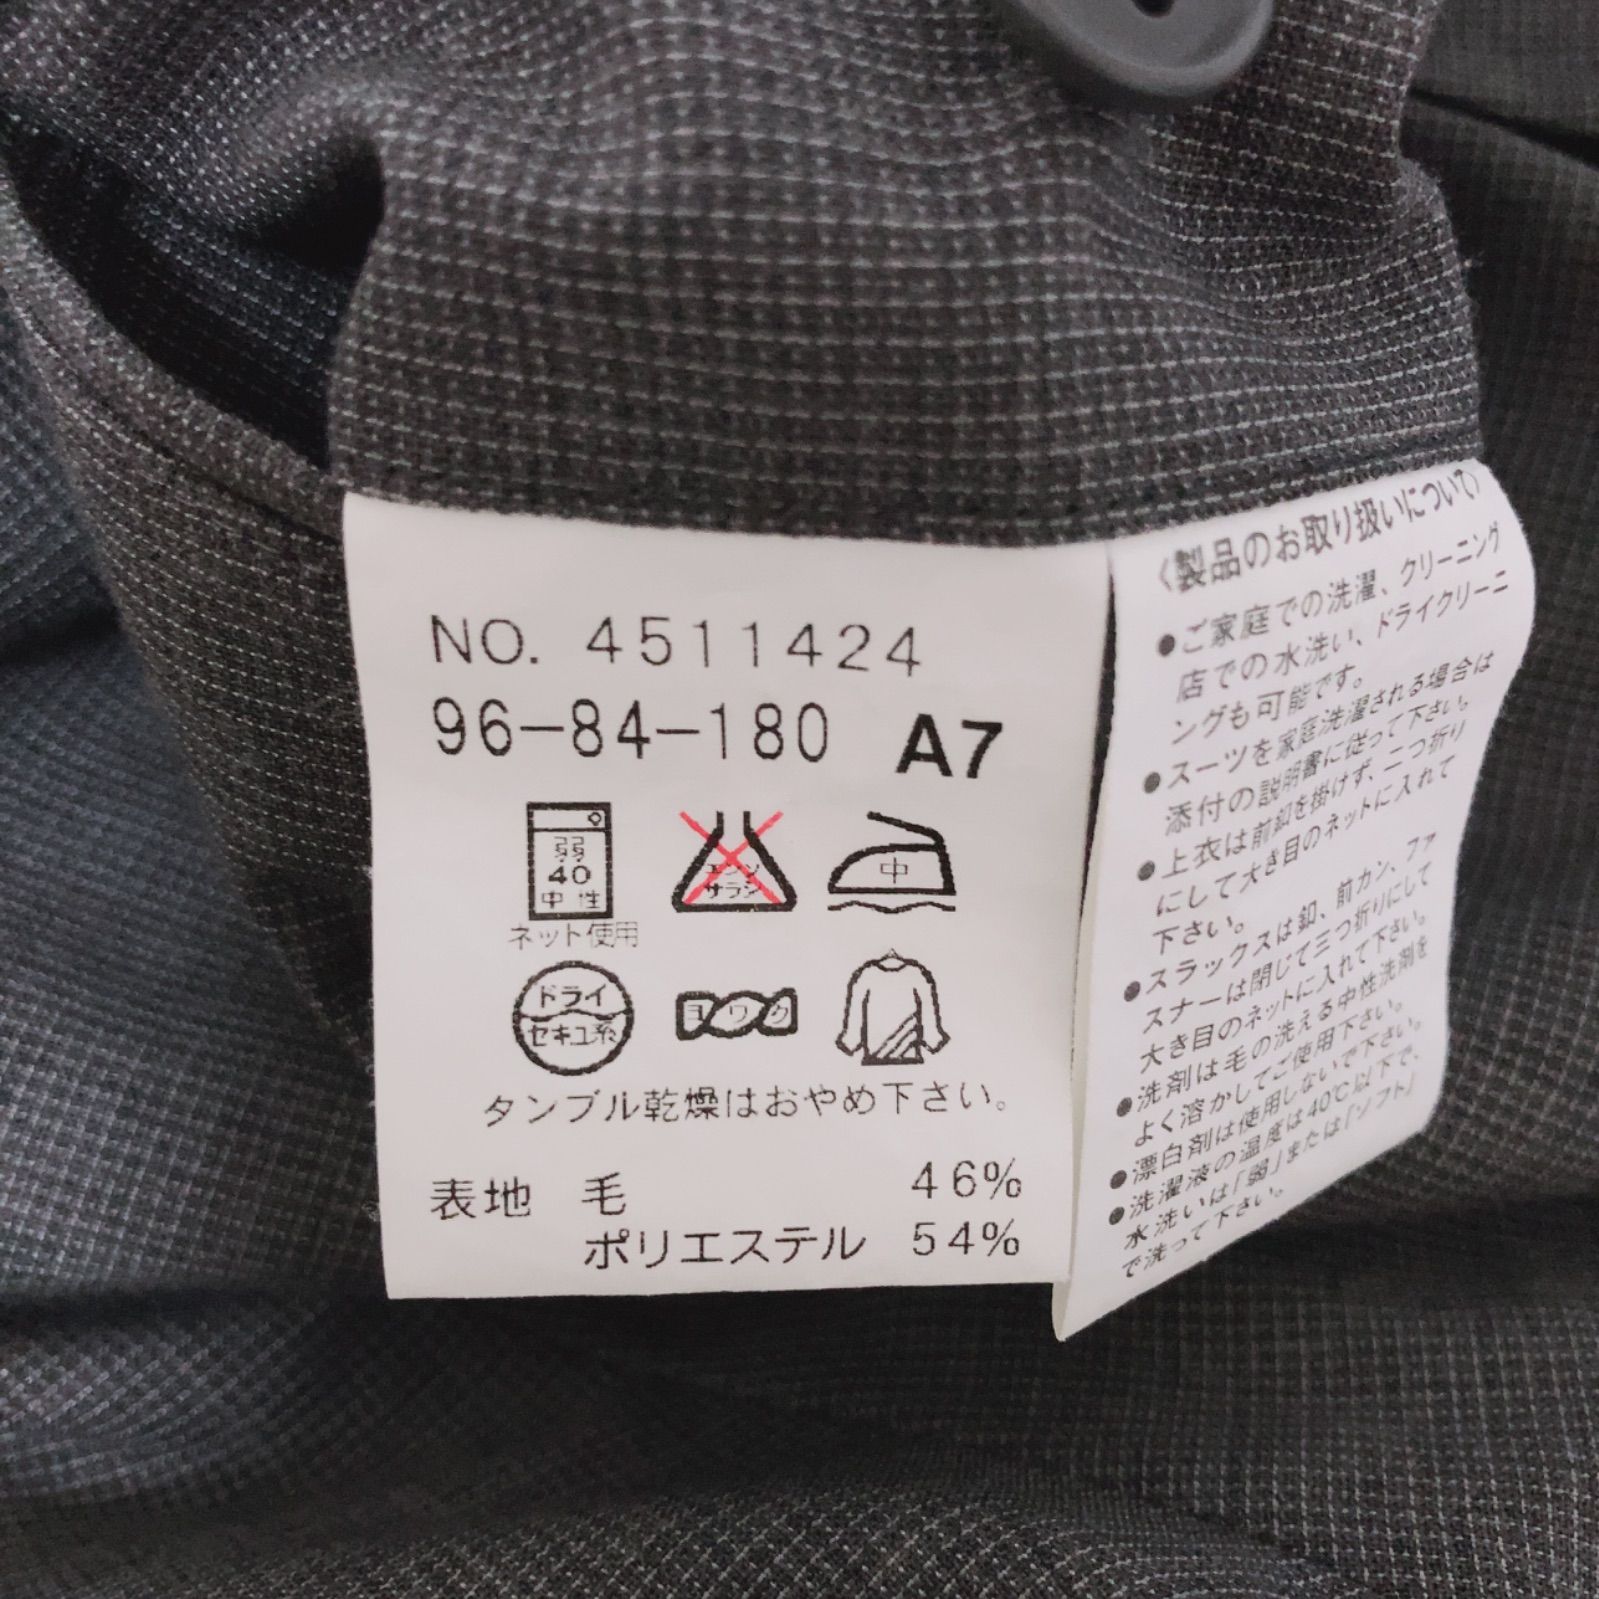 NO. 4511424
96-84-180 A7
弱
40
中性
エンソ
サラシ
中
ネット使用
ドライ
セキユ系
ヨワク
タンブル乾燥はおやめ下さい。
表地 毛 46%
ポリエステル 54%
〈製品のお取り扱いについて〉
●ご家庭での洗濯、クリーニング
店での水洗い、ドライクリーニ
ングも可能です。
●スーツを家庭洗濯される場合は
添付の説明書に従って下さい。
●上衣は前釦を掛けず、二つ折り
にして大き目のネットに入れて
下さい。
●スラックスは釦、前カン、ファ
スナーは閉じて三つ折りにして
大き目のネットに入れて下さい。
●洗剤は毛の洗える中性洗剤を
よく溶かしてご使用下さい。
●漂白剤は使用しないで下さい。
●洗濯液の温度は40℃以下で、
水洗いは「弱」または「ソフト」
で洗って下さい。